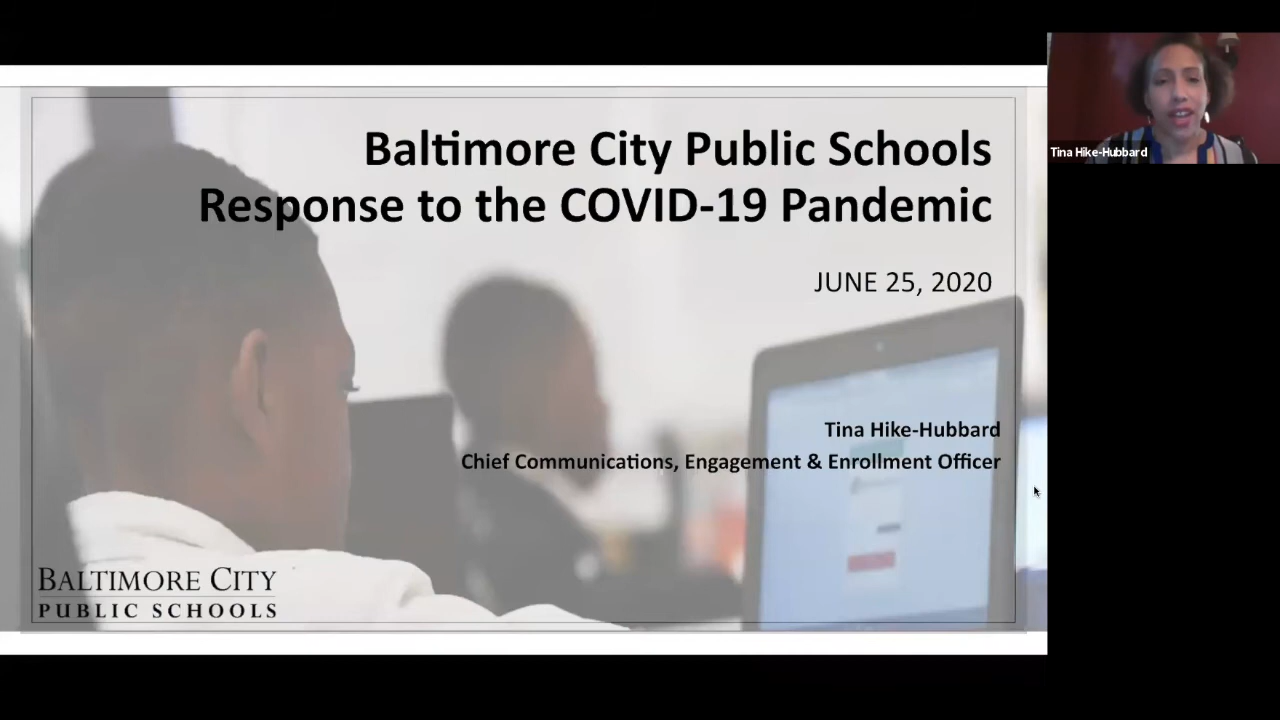 Baltimore City Public Schools
Response to the COVID-19 Pandemic
JUNE 25, 2020
Tina Hike-Hubbard
Chief Communications, Engagement & Enrollment Officer
BALTIMORE CITY
PUBLIC SCHOOLS
Tina Hike-Hubbard